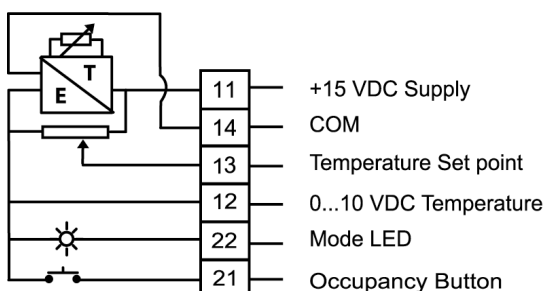 T
E
11 +15 VDC Supply
14 COM
13 Temperature Set point
12 0...10 VDC Temperature
22 Mode LED
21 Occupancy Button